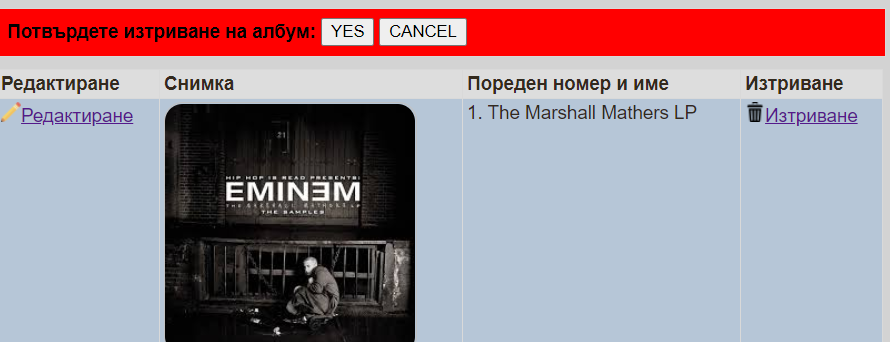 Потвърдете изтриване на албум: YES CANCEL
Редактиране Снимка Пореден номер и име Изтриване
Редактиране 1. The Marshall Mathers LP Изтриване
21
HIP HOP IS READ PRESENTS:
EMINƎM
THE MARSHALL MATHERS LP
THE SAMPLES